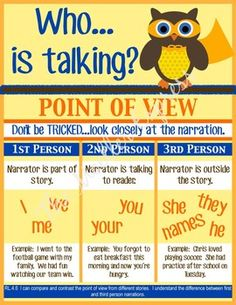 Who...
is talking?
POINT OF VIEW
Don't be TRICKED...look closely at the narration.
1ST PERSON
Narrator is part of
story.
I we
me
Example: I went to the
football game with my
family. We had fun
watching our team win.
2ND PERSON
Narrator is talking
to reader.
you
your
Example: You forgot to
eat breakfast this
morning and now you're
hungry.
3RD PERSON
Narrator is outside
the story.
she they
names he
Example: Chris loved
playing soccer. She had
practice after school on
Tuesday.
RL.4.6 I can compare and contrast the point of view from different stories. I understand the difference between first
and third person narrations.